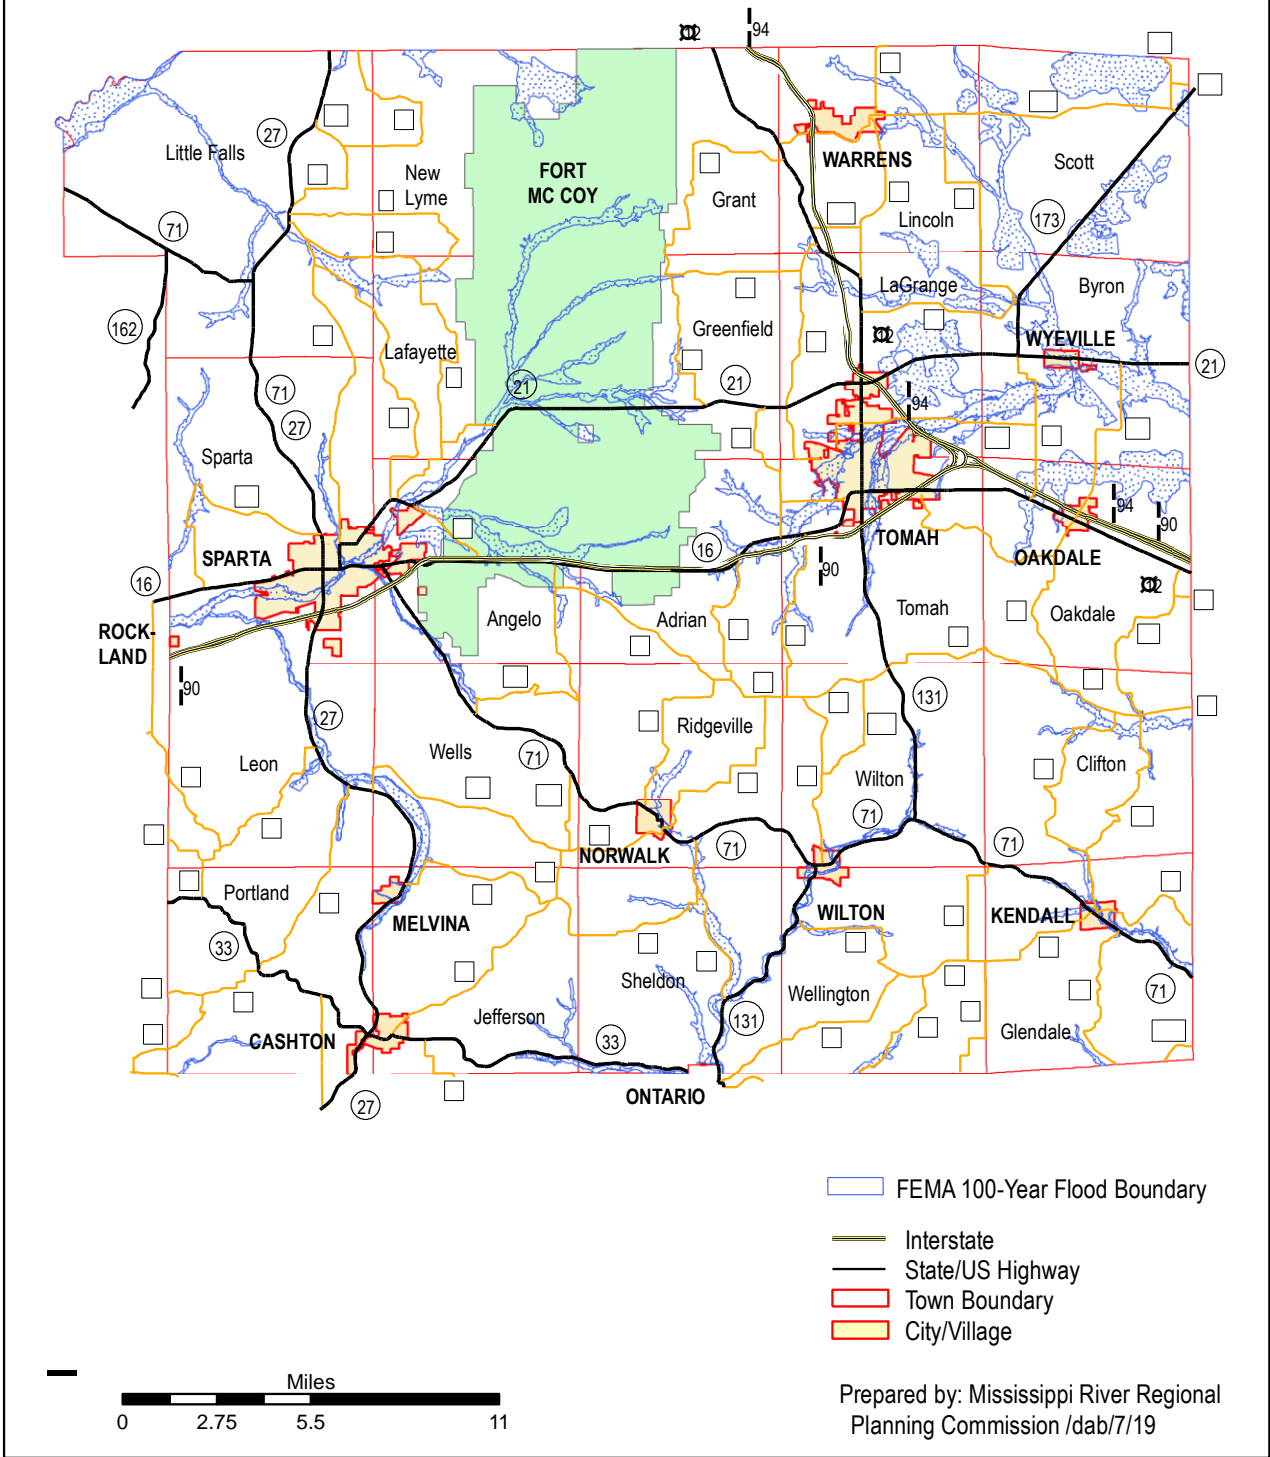 12
94
27
Little Falls
New
Lyme
FORT
MC COY
WARRENS
Grant
Scott
Lincoln
173
71
162
LaGrange
Byron
Greenfield
12
WYEVILLE
Lafayette
21
21
21
71
27
94
Sparta
94
90
SPARTA
16
TOMAH
OAKDALE
16
90
12
Angelo
Adrian
Tomah
Oakdale
ROCK-
LAND
90
27
131
Ridgeville
Leon
Wells
71
Wilton
Clifton
71
71
71
NORWALK
Portland
MELVINA
WILTON
KENDALL
33
Sheldon
Wellington
71
Jefferson
131
CASHTON
33
Glendale
27
ONTARIO
FEMA 100-Year Flood Boundary
Interstate
State/US Highway
Town Boundary
City/Village
Miles
0 2.75 5.5 11
Prepared by: Mississippi River Regional
Planning Commission /dab/7/19